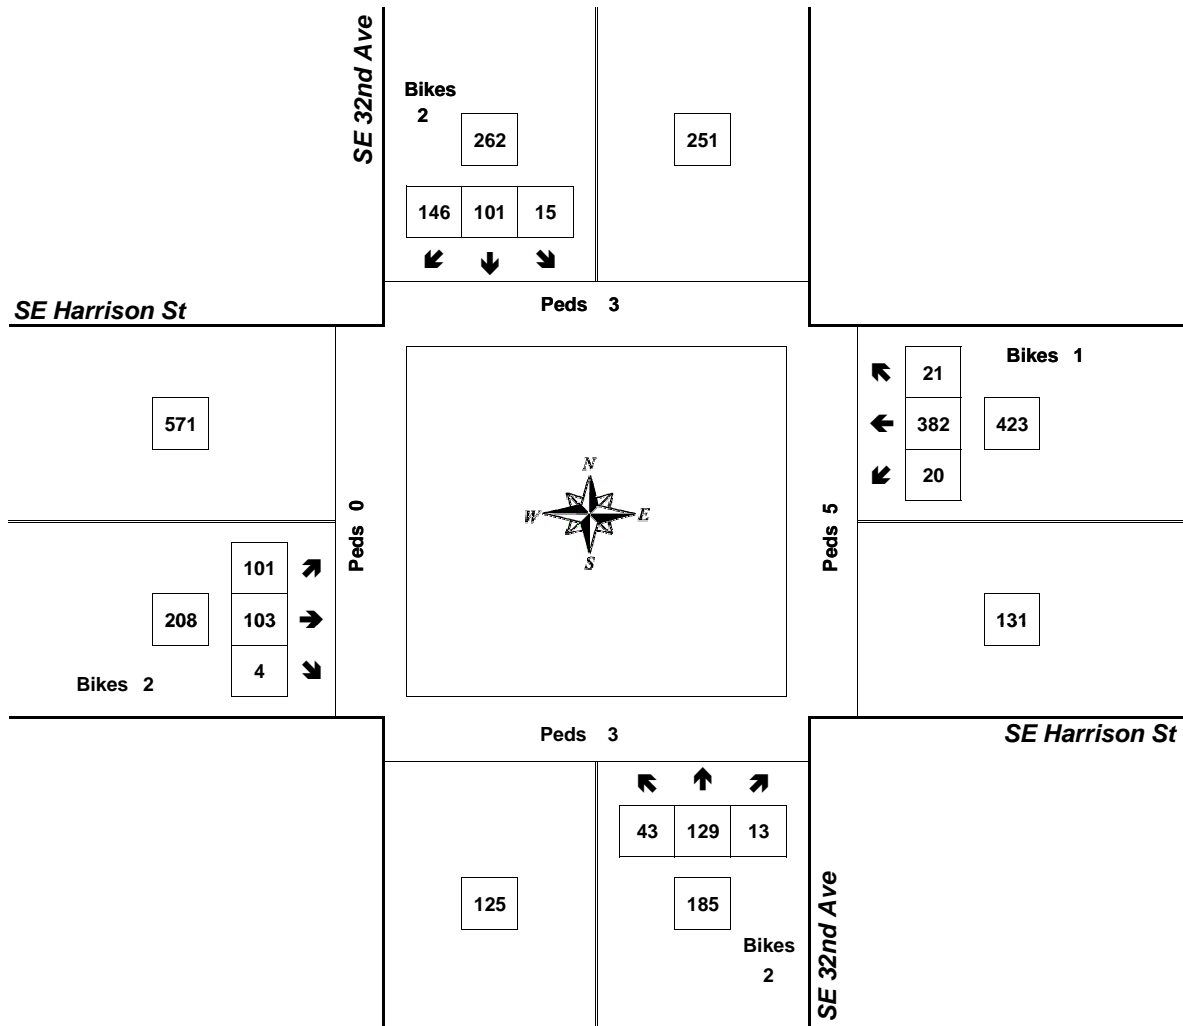 SE 32nd Ave
Bikes
2
262
251
146 101 15
Peds 3
SE Harrison St
Bikes 1
21
571
382 423
20
N
W E
S
Peds 0
Peds 5
101
208 103
131
4
Bikes 2
Peds 3
SE Harrison St
43 129 13
125
185
Bikes
2
SE 32nd Ave